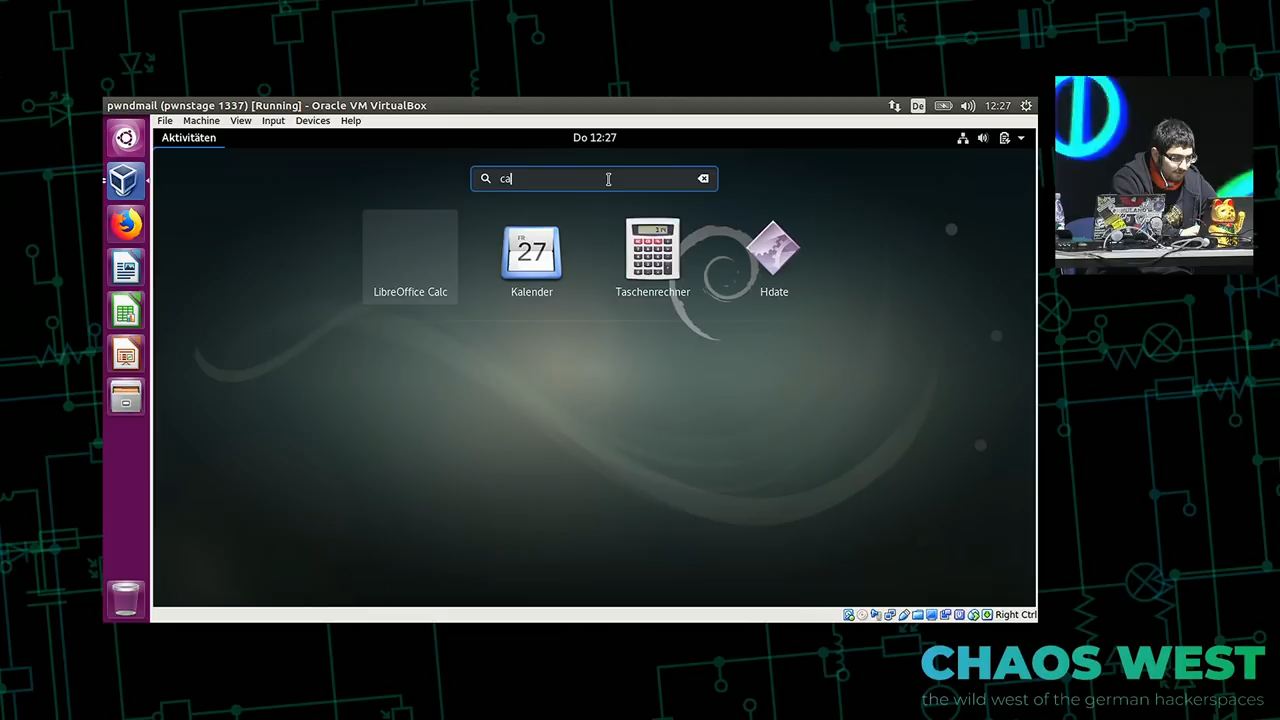 pwndmail (pwnstage 1337) [Running] - Oracle VM VirtualBox
De
12:27
File Machine View Input Devices Help
Aktivitäten
Do 12:27
ca
FR
27
LibreOffice Calc
Kalender
Taschenrechner
Hdate
Right Ctrl
CHAOS WEST
the wild west of the german hackerspaces